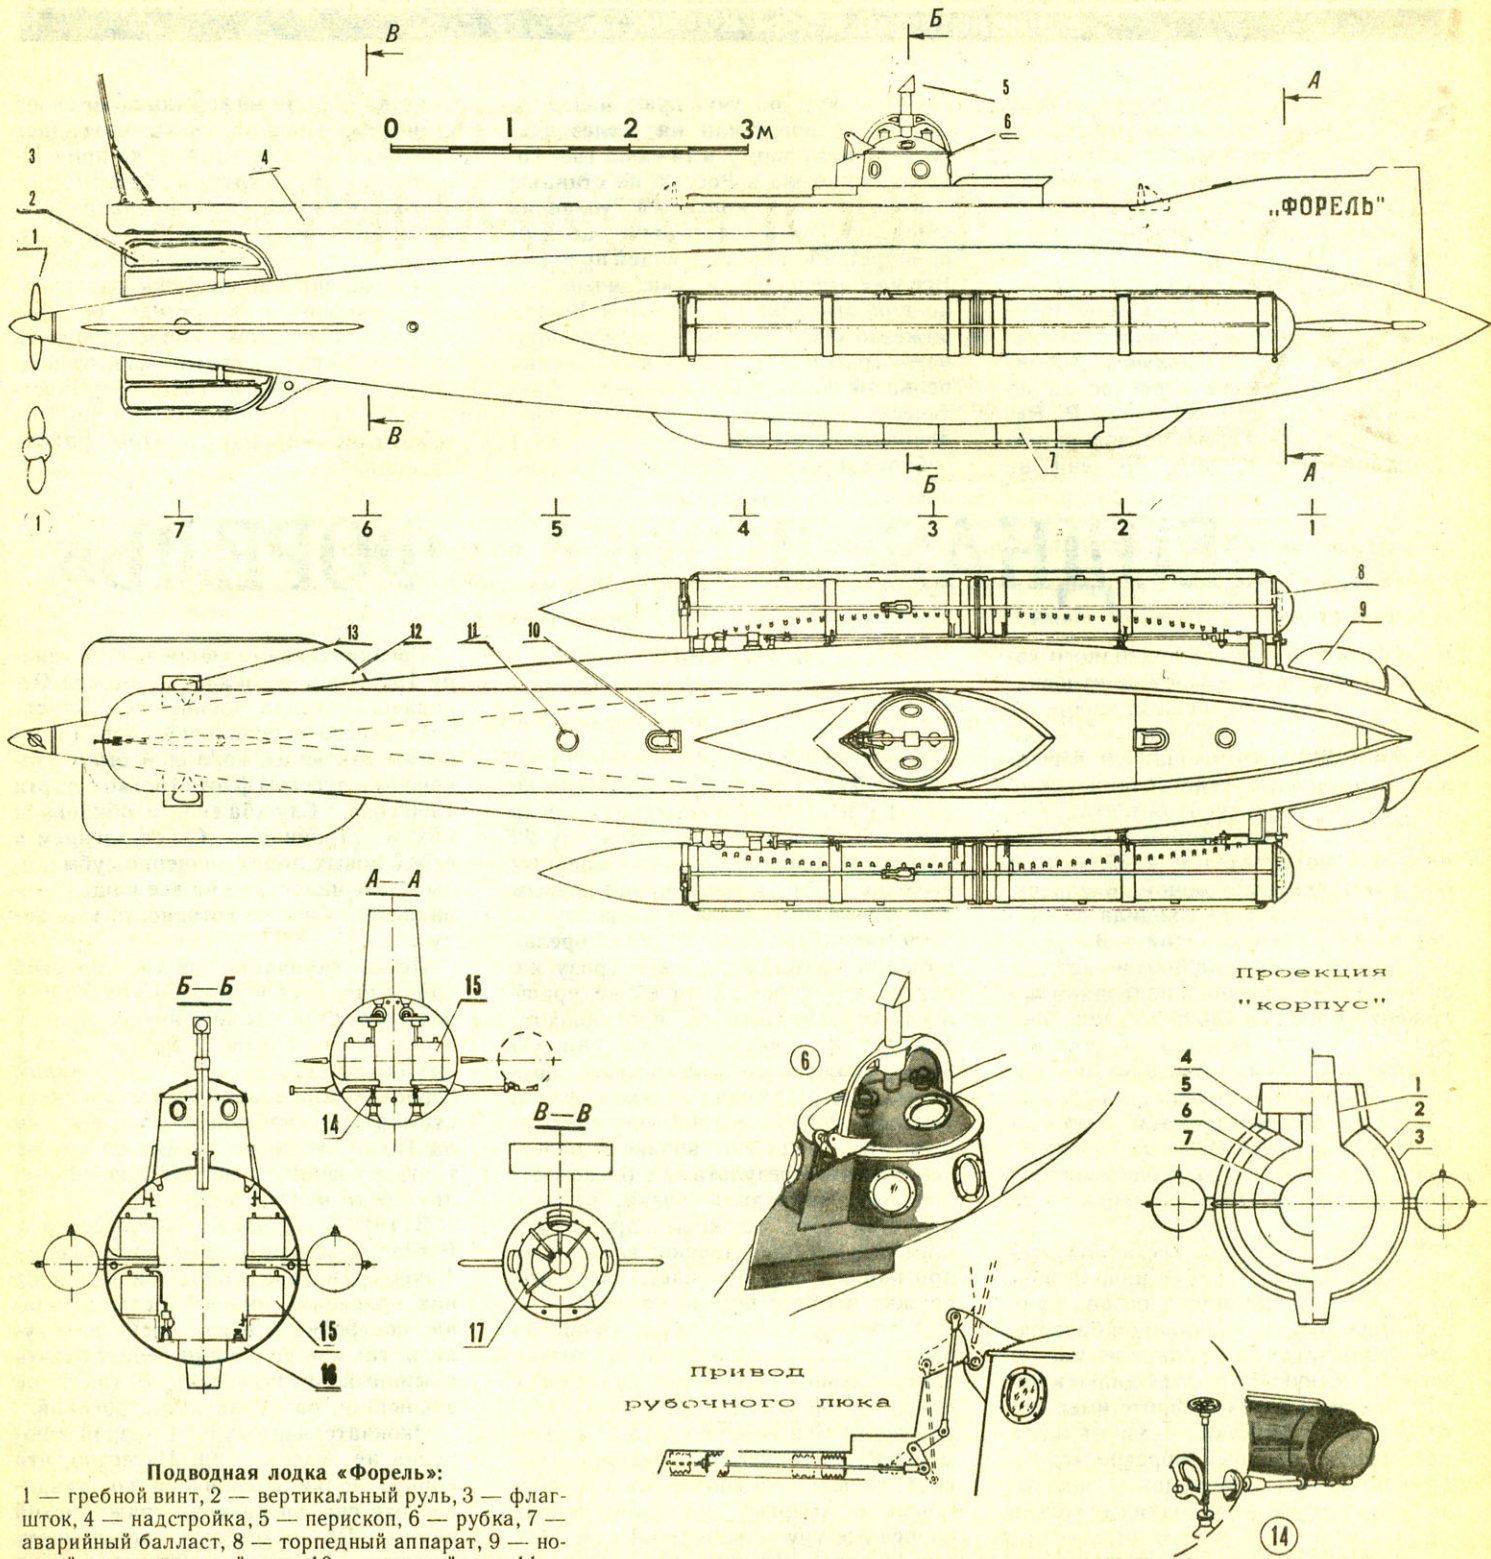 В
Б
А
5
6
0 1 2 3м
3
4
2
1
„ФОРЕЛЬ"
В
Б
7
А
(1)
7 6 5 4 3 2 1
8
9
13
12
11
10
А—А
Б—Б
15
14
В—В
15
16
17
6
Проекция
"корпус"
4
5
6
7
1
2
3
Привод
рубочного люка
14
Подводная лодка «Форель»:
1 — гребной винт, 2 — вертикальный руль, 3 — флаг-
шток, 4 — надстройка, 5 — перископ, 6 — рубка, 7 —
аварийный балласт, 8 — торпедный аппарат, 9 — но-